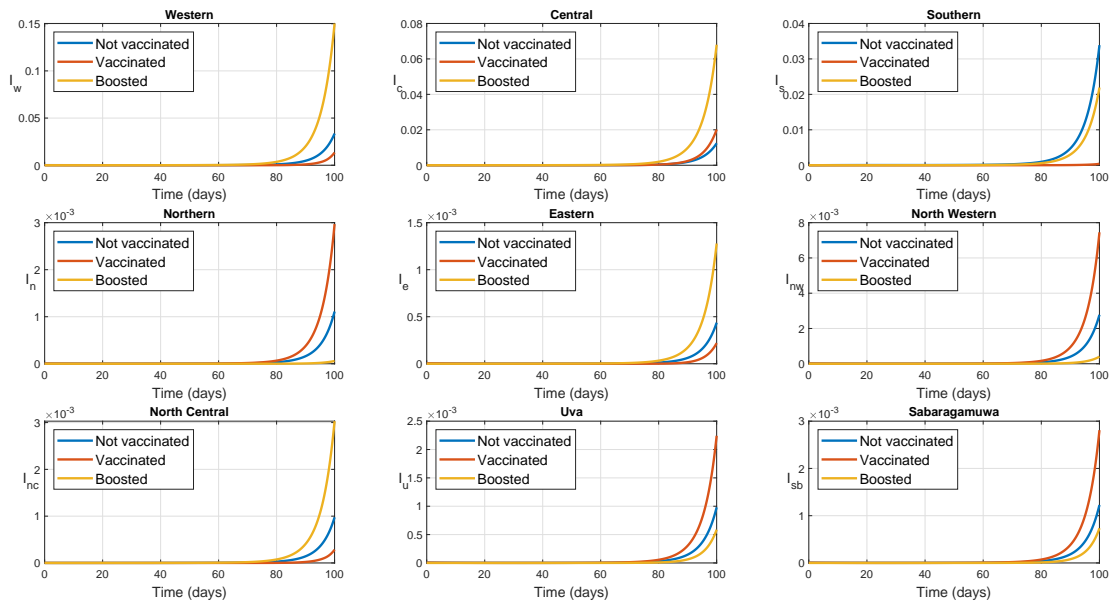 Western
0.15
0.1
0.05
0
I_w
Not vaccinated
Vaccinated
Boosted
0 20 40 60 80 100
Time (days)
Central
0.08
0.06
0.04
0.02
0
I_c
Not vaccinated
Vaccinated
Boosted
0 20 40 60 80 100
Time (days)
Southern
0.04
0.03
0.02
0.01
0
I_s
Not vaccinated
Vaccinated
Boosted
0 20 40 60 80 100
Time (days)
Northern
×10^-3
3
2
1
0
I_n
Not vaccinated
Vaccinated
Boosted
0 20 40 60 80 100
Time (days)
Eastern
×10^-3
1.5
1
0.5
0
I_e
Not vaccinated
Vaccinated
Boosted
0 20 40 60 80 100
Time (days)
North Western
×10^-3
8
6
4
2
0
I_nw
Not vaccinated
Vaccinated
Boosted
0 20 40 60 80 100
Time (days)
North Central
×10^-3
3
2
1
0
I_nc
Not vaccinated
Vaccinated
Boosted
0 20 40 60 80 100
Time (days)
Uva
×10^-3
2.5
2
1.5
1
0.5
0
I_u
Not vaccinated
Vaccinated
Boosted
0 20 40 60 80 100
Time (days)
Sabaragamuwa
×10^-3
3
2
1
0
I_sb
Not vaccinated
Vaccinated
Boosted
0 20 40 60 80 100
Time (days)